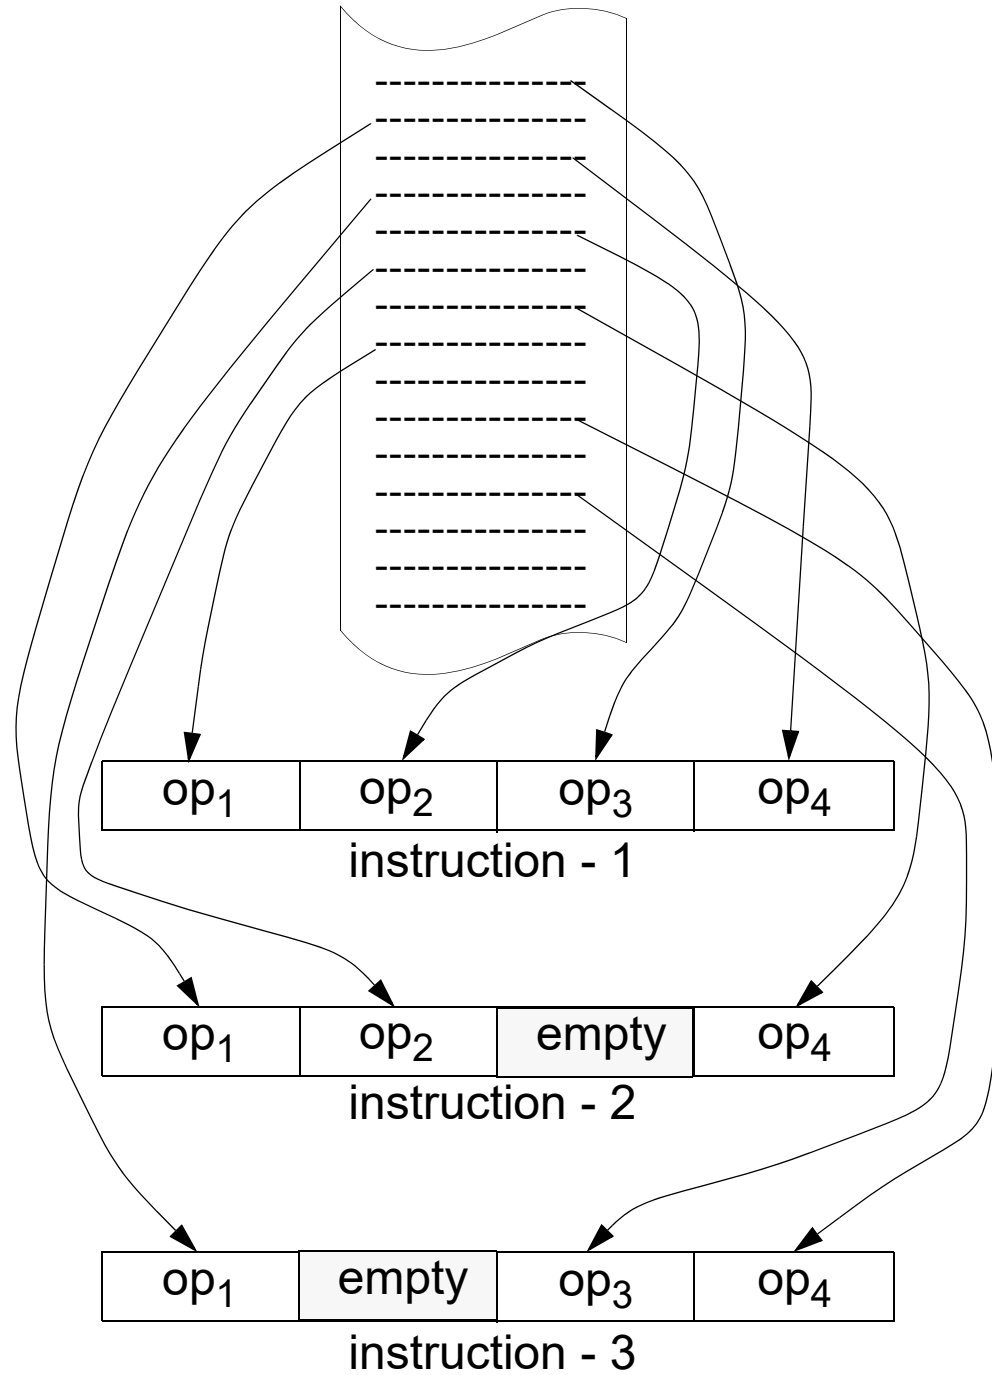 op1 op2 op3 op4
instruction - 1
op1 op2 empty op4
instruction - 2
op1 empty op3 op4
instruction - 3